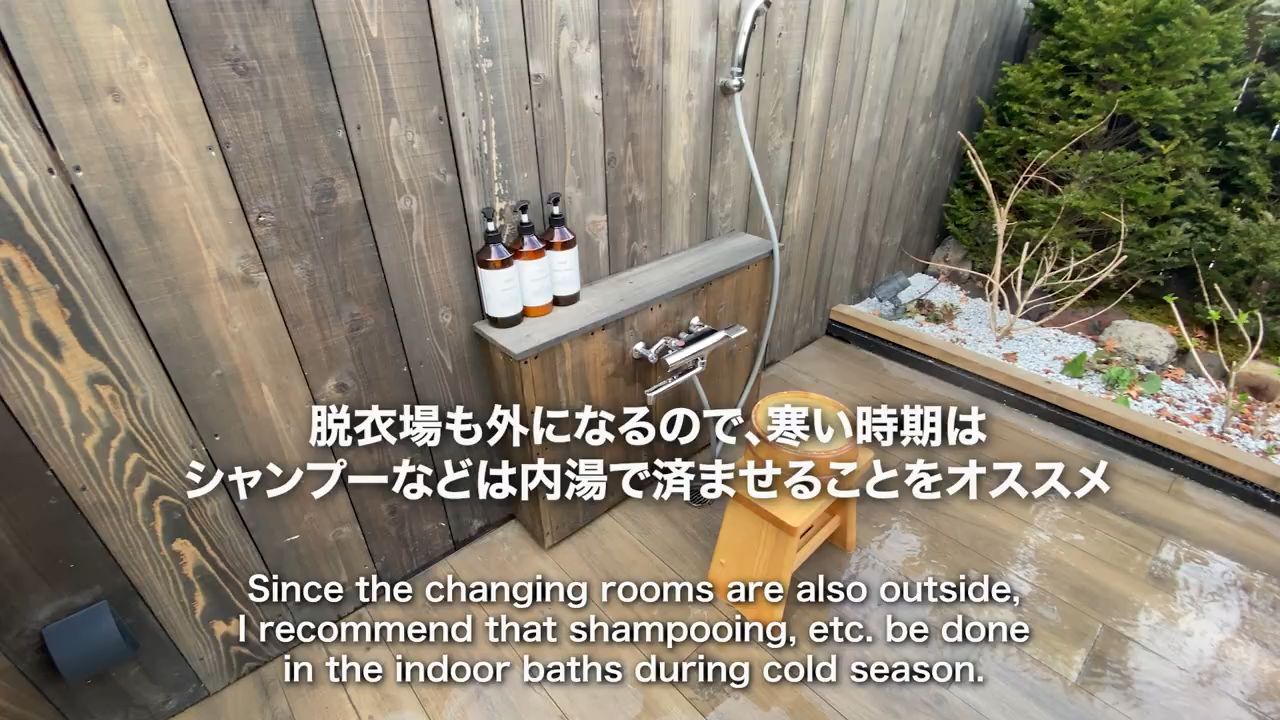 脱衣場も外になるので、寒い時期は
シャンプーなどは内湯で済ませることをオススメ
Since the changing rooms are also outside,
I recommend that shampooing, etc. be done
in the indoor baths during cold season.